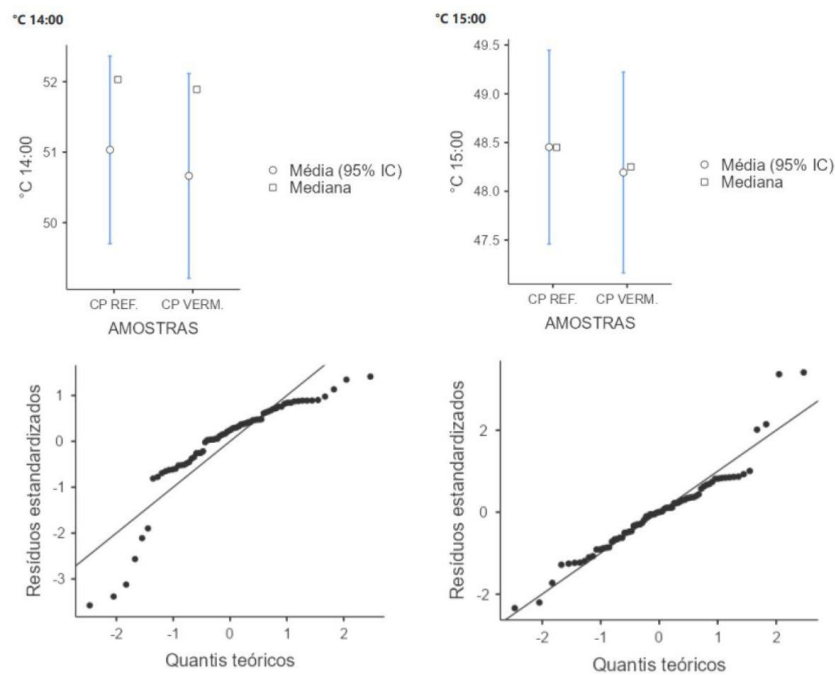 °C 14:00
52
51
50
°C 14:00
CP REF.
CP VERM.
AMOSTRAS
Média (95% IC)
Mediana
°C 15:00
49.5
49.0
48.5
48.0
47.5
°C 15:00
CP REF.
CP VERM.
AMOSTRAS
Média (95% IC)
Mediana
1
0
-1
-2
-3
Resíduos estandardizados
-2
-1
0
1
2
Quantis teóricos
2
0
-2
Resíduos estandardizados
-2
-1
0
1
2
Quantis teóricos